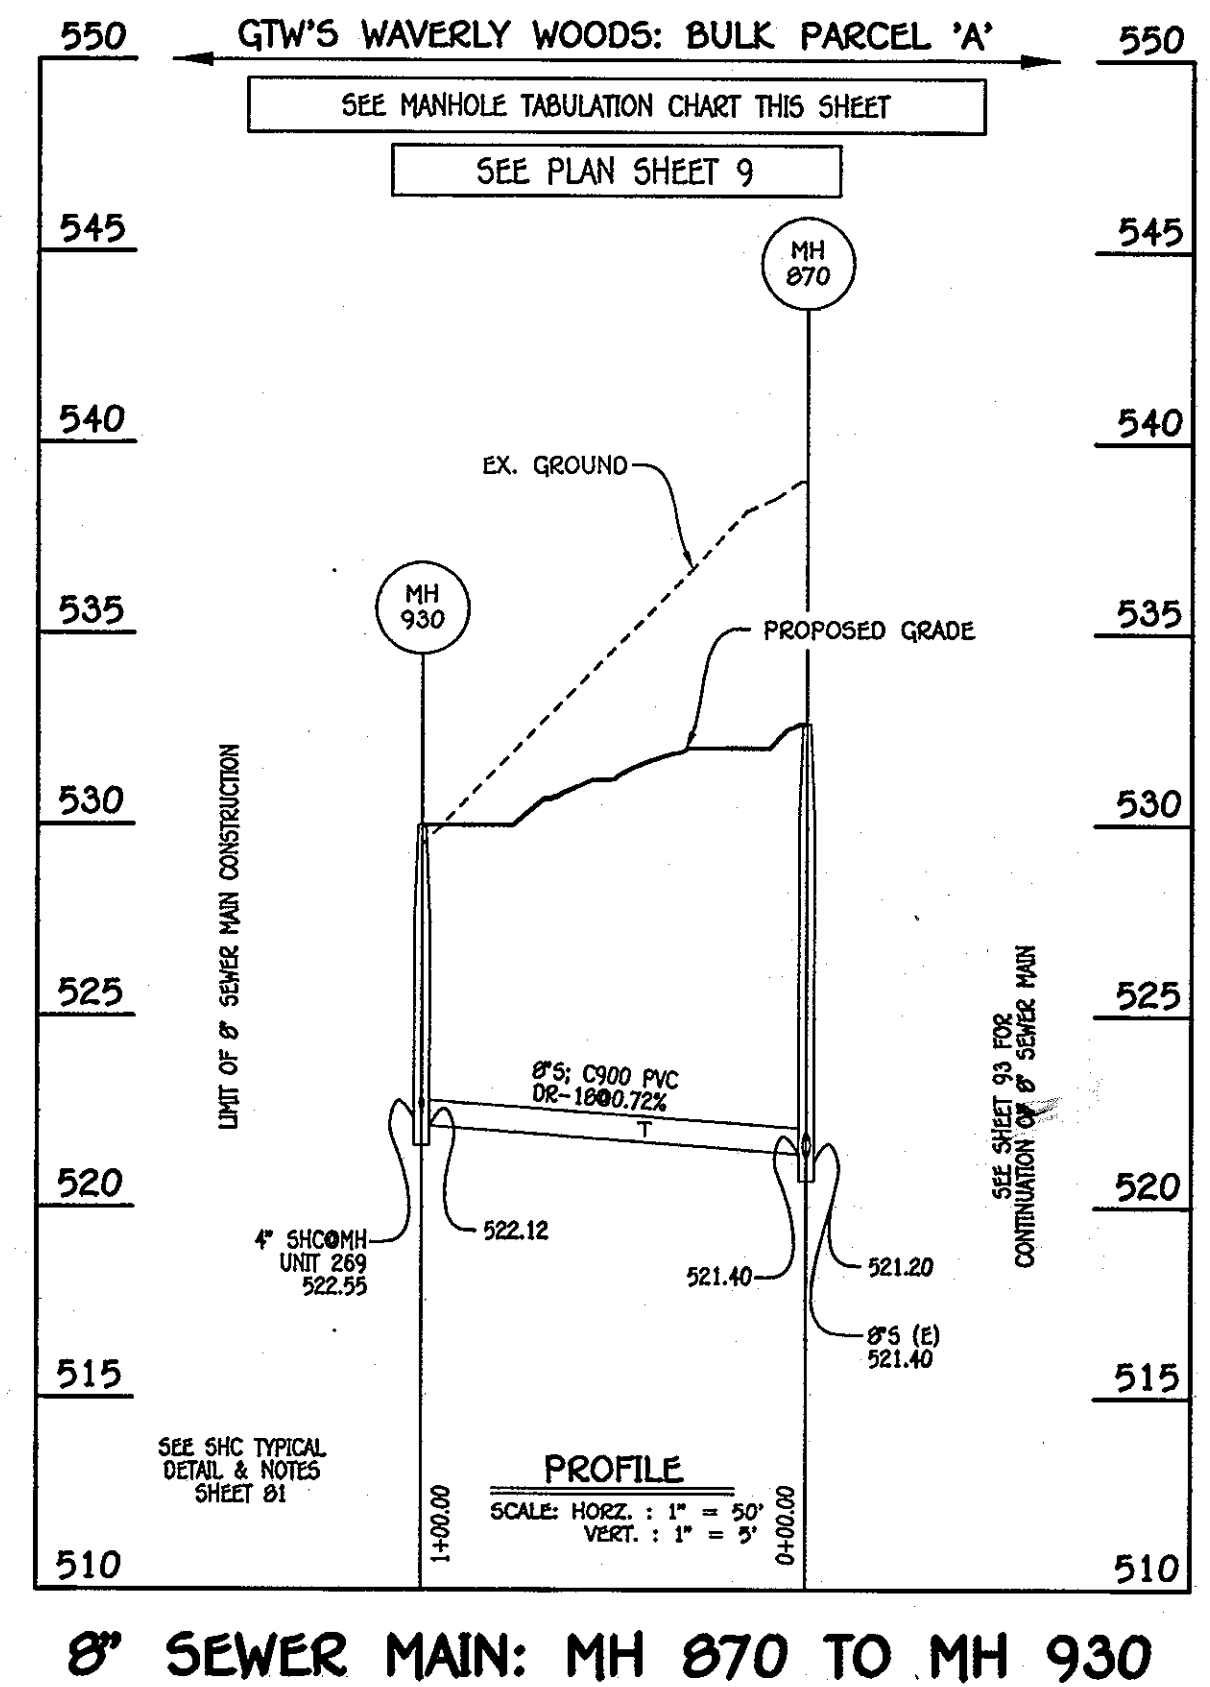 GTW'S WAVERLY WOODS: BULK PARCEL 'A'
550
550
SEE MANHOLE TABULATION CHART THIS SHEET
SEE PLAN SHEET 9
545
545
MH
870
540
540
EX. GROUND
MH
930
535
535
PROPOSED GRADE
530
530
LIMIT OF 8" SEWER MAIN CONSTRUCTION
525
525
8"S; C900 PVC
DR-18@0.72%
T
SEE SHEET 93 FOR
CONTINUATION OF 8" SEWER MAIN
520
520
4" SHC@MH
UNIT 269
522.55
522.12
521.40
521.20
8"S (E)
521.40
515
515
SEE SHC TYPICAL
DETAIL & NOTES
SHEET 81
1+00.00
PROFILE
SCALE: HORZ. : 1" = 50'
VERT. : 1" = 5'
0+00.00
510
510
8" SEWER MAIN: MH 870 TO MH 930